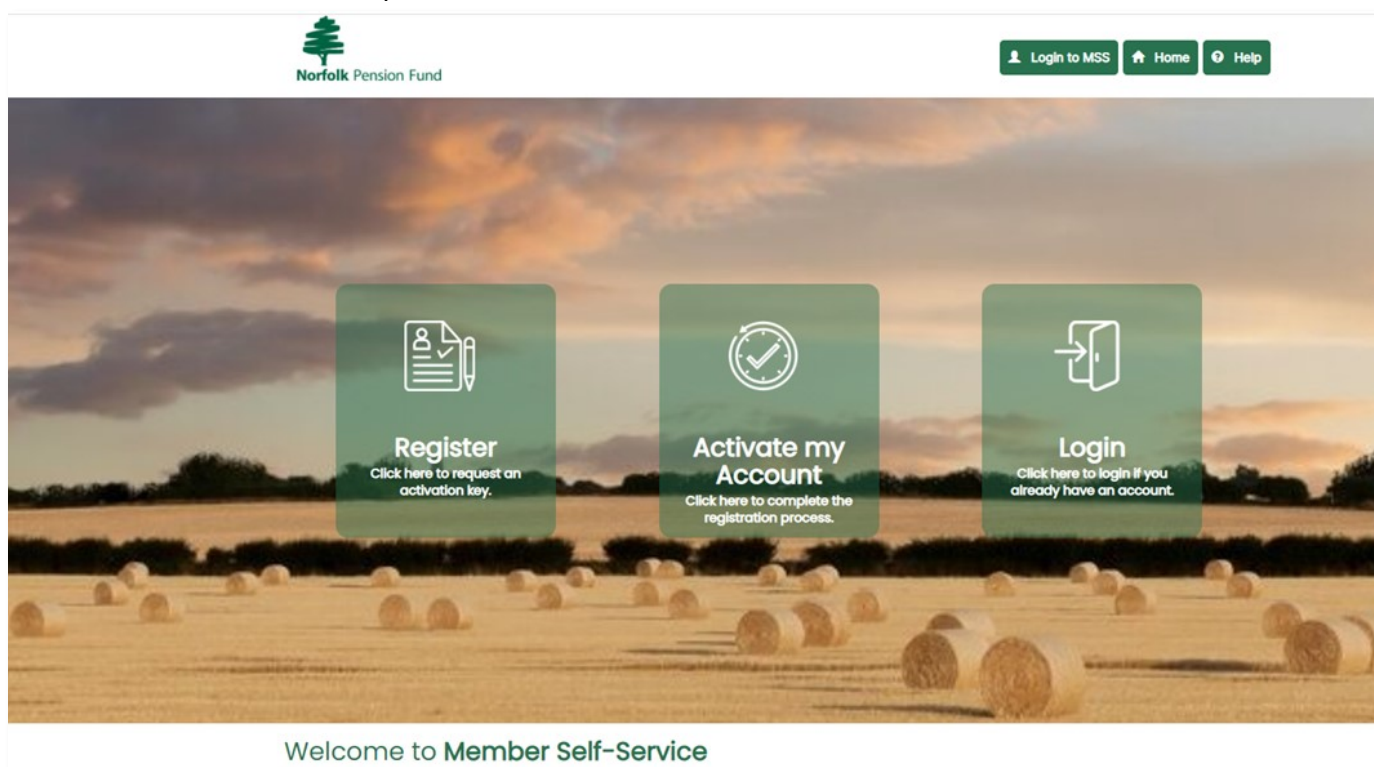 Norfolk Pension Fund
Login to MSS
Home
Help
Register
Click here to request an
activation key.
Activate my
Account
Click here to complete the
registration process.
Login
Click here to login if you
already have an account.
Welcome to Member Self-Service